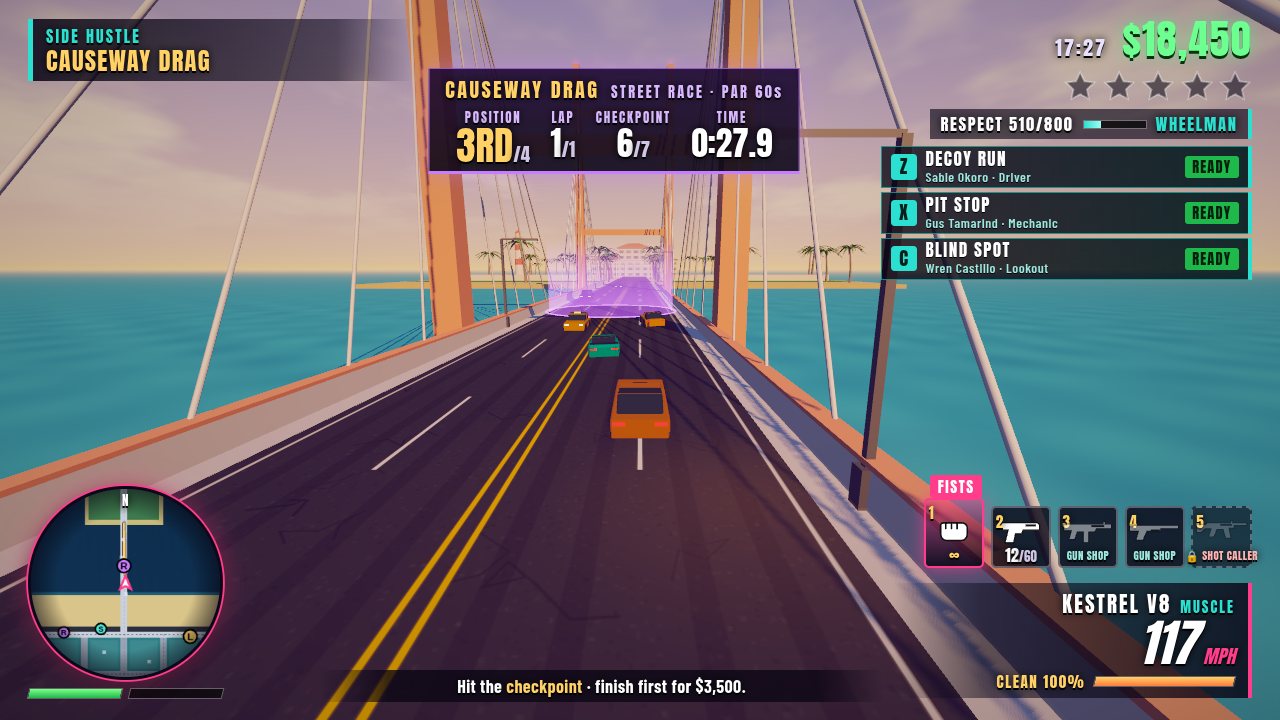 SIDE HUSTLE
CAUSEWAY DRAG
CAUSEWAY DRAG STREET RACE · PAR 60s
POSITION LAP CHECKPOINT TIME
3RD/4 1/1 6/7 0:27.9
17:27 $18,450
RESPECT 510/800 WHEELMAN
Z DECOY RUN READY
Sable Okoro · Driver
X PIT STOP READY
Gus Tamarind · Mechanic
C BLIND SPOT READY
Wren Castillo · Lookout
N
R
R S L
FISTS
1 2 3 4 5
∞ 12/60 GUN SHOP GUN SHOP SHOT CALLER
KESTREL V8 MUSCLE
117 MPH
CLEAN 100%
Hit the checkpoint · finish first for $3,500.